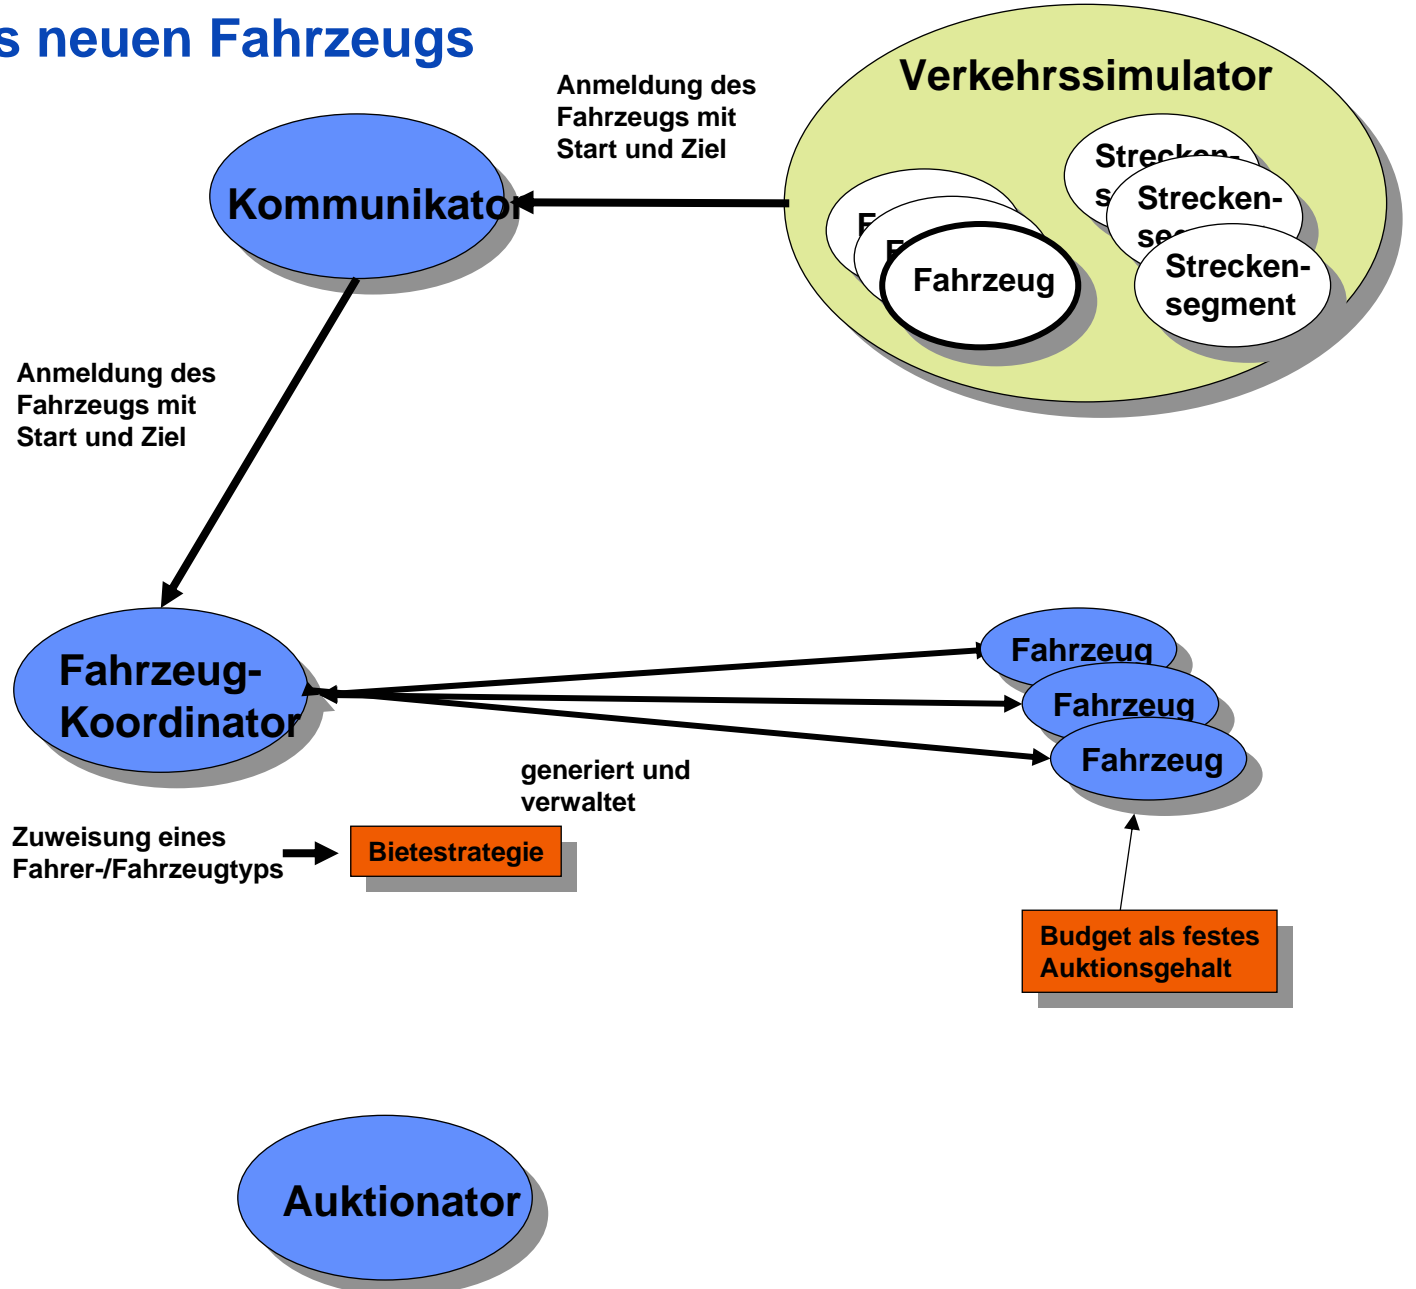 s neuen Fahrzeugs
Anmeldung des
Fahrzeugs mit
Start und Ziel
Verkehrssimulator
Kommunikator
Strecken-
Strecken-
Strecken-
segment
Fahrzeug
Anmeldung des
Fahrzeugs mit
Start und Ziel
Fahrzeug-
Koordinator
Fahrzeug
Fahrzeug
Fahrzeug
generiert und
verwaltet
Zuweisung eines
Fahrer-/Fahrzeugtyps
Bietestrategie
Budget als festes
Auktionsgehalt
Auktionator